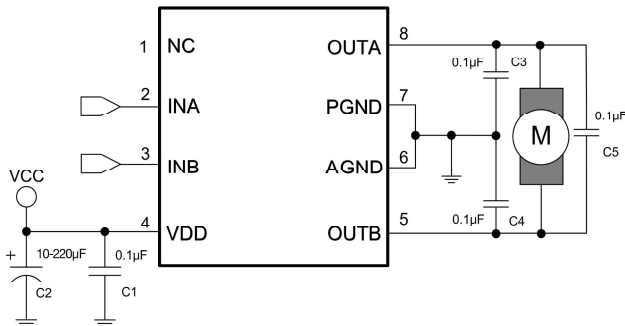 1 NC OUTA 8
0.1μF C3
2 INA PGND 7
0.1μF
M
C5
3 INB AGND 6
VCC
0.1μF C4
4 VDD OUTB 5
+ 10-220μF 0.1μF
C2 C1